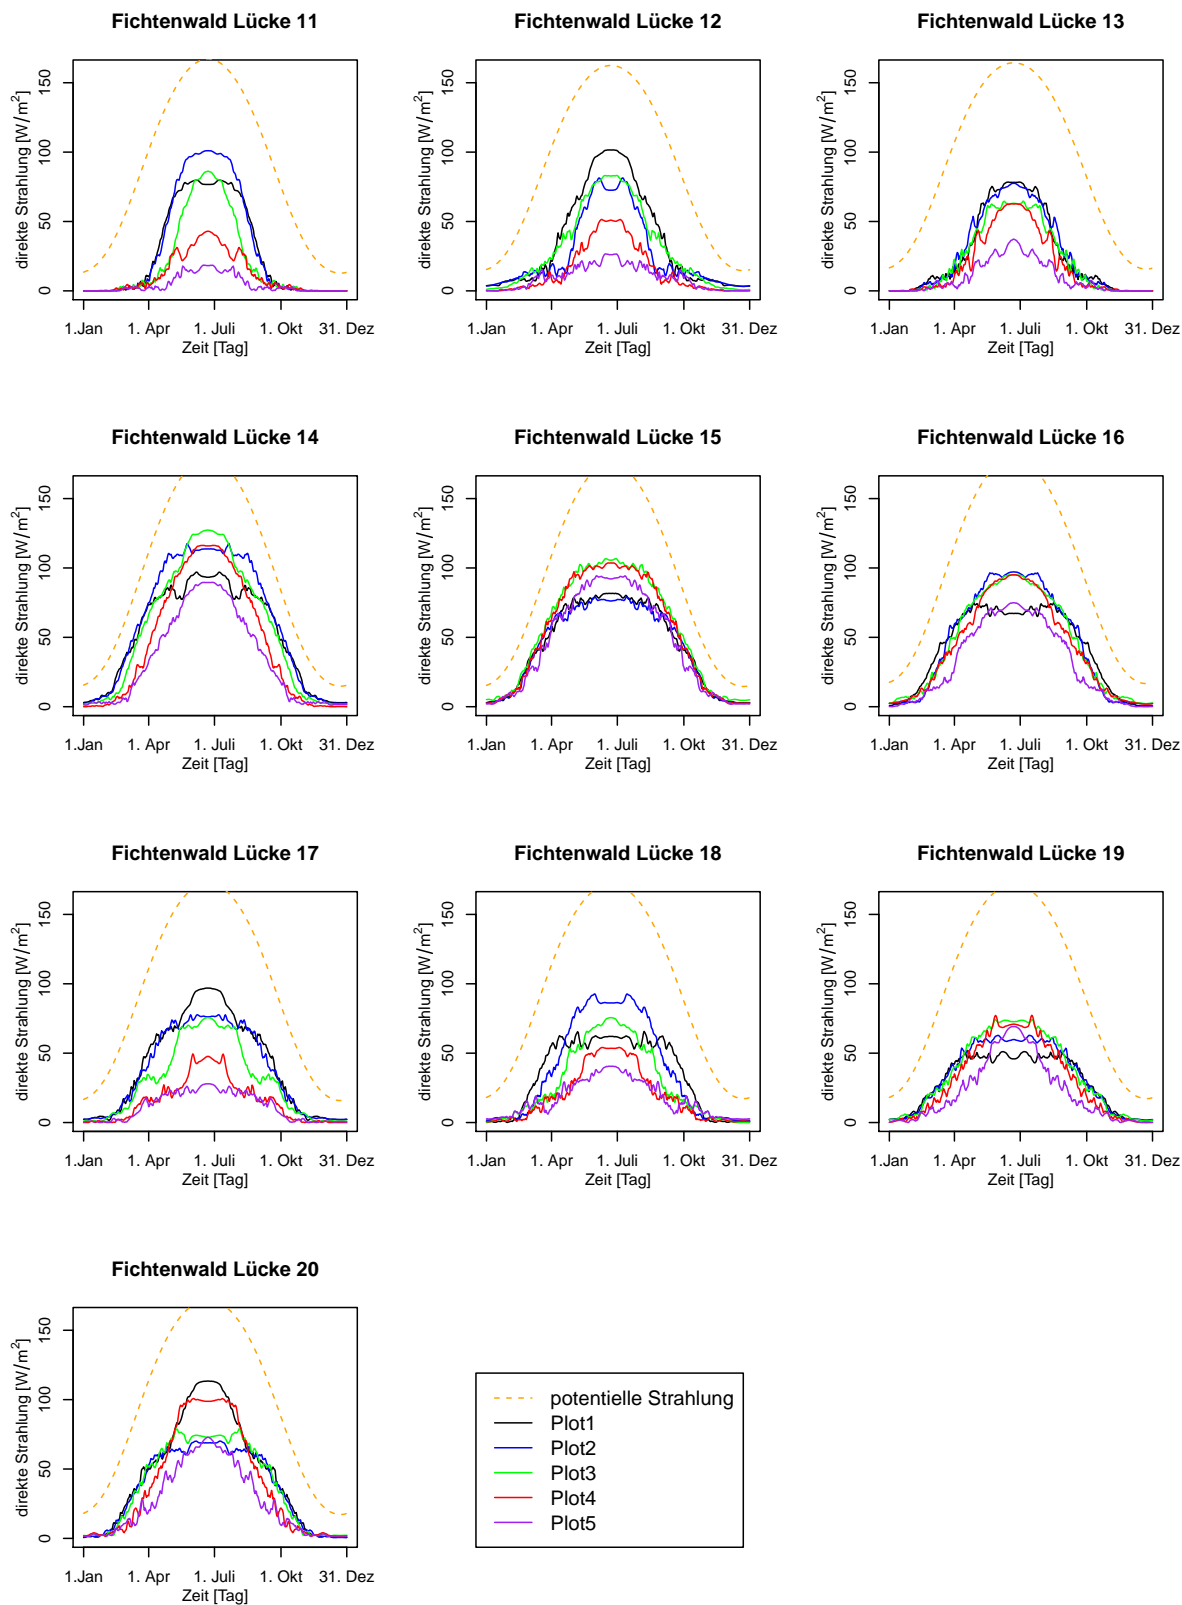 Fichtenwald Lücke 11
direkte Strahlung [W/m²]
0 50 100 150
1.Jan 1. Apr 1. Juli 1. Okt 31. Dez
Zeit [Tag]
Fichtenwald Lücke 12
direkte Strahlung [W/m²]
0 50 100 150
1.Jan 1. Apr 1. Juli 1. Okt 31. Dez
Zeit [Tag]
Fichtenwald Lücke 13
direkte Strahlung [W/m²]
0 50 100 150
1.Jan 1. Apr 1. Juli 1. Okt 31. Dez
Zeit [Tag]
Fichtenwald Lücke 14
direkte Strahlung [W/m²]
0 50 100 150
1.Jan 1. Apr 1. Juli 1. Okt 31. Dez
Zeit [Tag]
Fichtenwald Lücke 15
direkte Strahlung [W/m²]
0 50 100 150
1.Jan 1. Apr 1. Juli 1. Okt 31. Dez
Zeit [Tag]
Fichtenwald Lücke 16
direkte Strahlung [W/m²]
0 50 100 150
1.Jan 1. Apr 1. Juli 1. Okt 31. Dez
Zeit [Tag]
Fichtenwald Lücke 17
direkte Strahlung [W/m²]
0 50 100 150
1.Jan 1. Apr 1. Juli 1. Okt 31. Dez
Zeit [Tag]
Fichtenwald Lücke 18
direkte Strahlung [W/m²]
0 50 100 150
1.Jan 1. Apr 1. Juli 1. Okt 31. Dez
Zeit [Tag]
Fichtenwald Lücke 19
direkte Strahlung [W/m²]
0 50 100 150
1.Jan 1. Apr 1. Juli 1. Okt 31. Dez
Zeit [Tag]
Fichtenwald Lücke 20
direkte Strahlung [W/m²]
0 50 100 150
1.Jan 1. Apr 1. Juli 1. Okt 31. Dez
Zeit [Tag]
potentielle Strahlung
Plot1
Plot2
Plot3
Plot4
Plot5